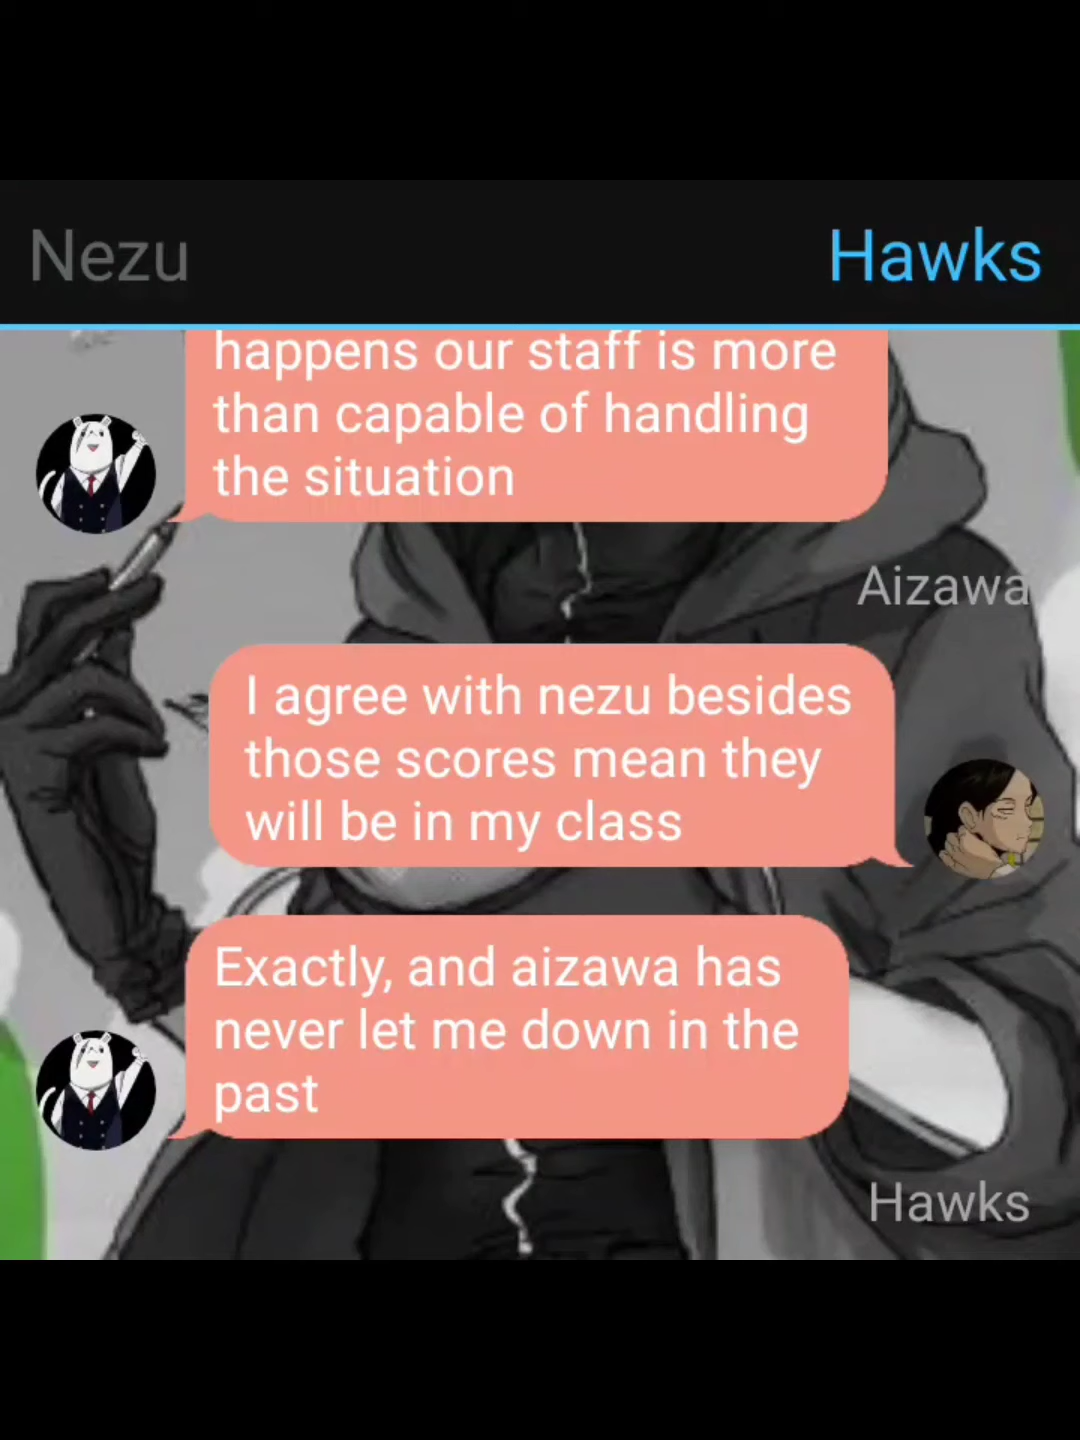 Nezu
Hawks
happens our staff is more
than capable of handling
the situation
Aizawa
I agree with nezu besides
those scores mean they
will be in my class
Exactly, and aizawa has
never let me down in the
past
Hawks